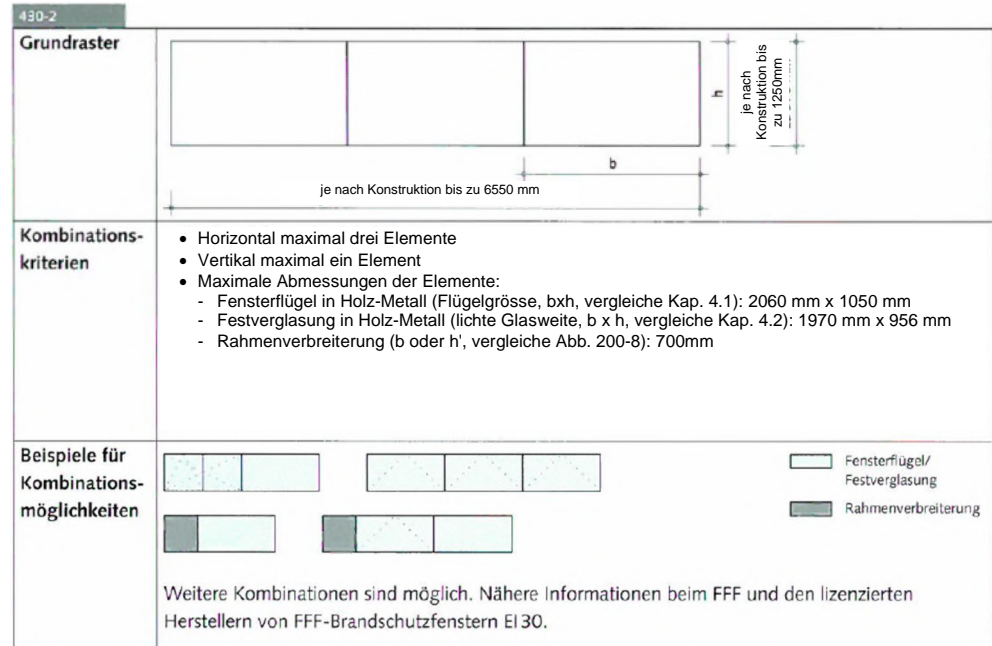 430-2
Grundraster
h
je nach
Konstruktion bis
zu 1250mm
b
je nach Konstruktion bis zu 6550 mm
Kombinations-
kriterien
• Horizontal maximal drei Elemente
• Vertikal maximal ein Element
• Maximale Abmessungen der Elemente:
- Fensterflügel in Holz-Metall (Flügelgrösse, bxh, vergleiche Kap. 4.1): 2060 mm x 1050 mm
- Festverglasung in Holz-Metall (lichte Glasweite, b x h, vergleiche Kap. 4.2): 1970 mm x 956 mm
- Rahmenverbreiterung (b oder h', vergleiche Abb. 200-8): 700mm
Beispiele für
Kombinations-
möglichkeiten
Fensterflügel/
Festverglasung
Rahmenverbreiterung
Weitere Kombinationen sind möglich. Nähere Informationen beim FFF und den lizenzierten
Herstellern von FFF-Brandschutzfenstern EI 30.